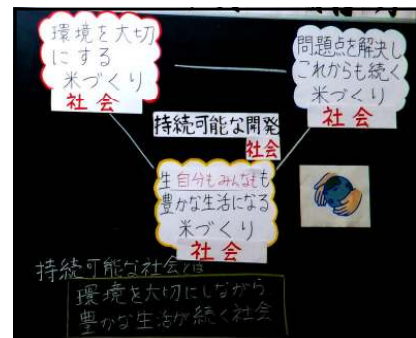 環境を大切
にする
米づくり
社会
問題点を解決し
これからも続く
米づくり
社会
持続可能な開発
社会
生自分もみんなも
豊かな生活になる
米づくり
社会
持続可能な社会とは
環境を大切にしながら
豊かな生活が続く社会